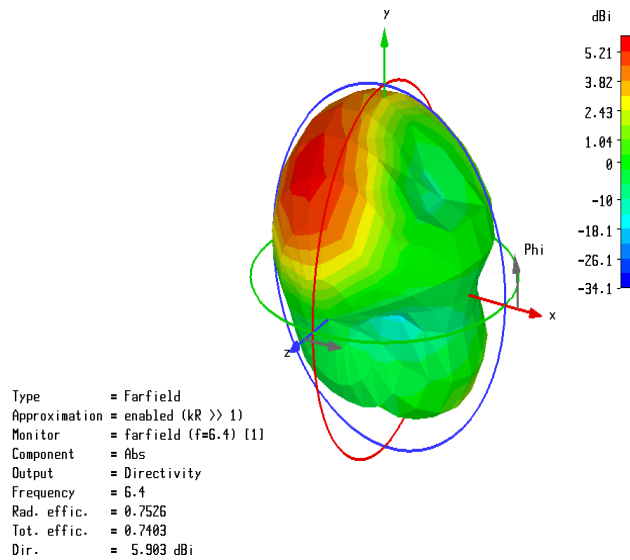 y
dBi
5.21
3.82
2.43
1.04
0
-10
-18.1
-26.1
-34.1
Phi
x
z
Type = Farfield
Approximation = enabled (kR >> 1)
Monitor = farfield (f=6.4) [1]
Component = Abs
Output = Directivity
Frequency = 6.4
Rad. effic. = 0.7526
Tot. effic. = 0.7403
Dir. = 5.903 dBi